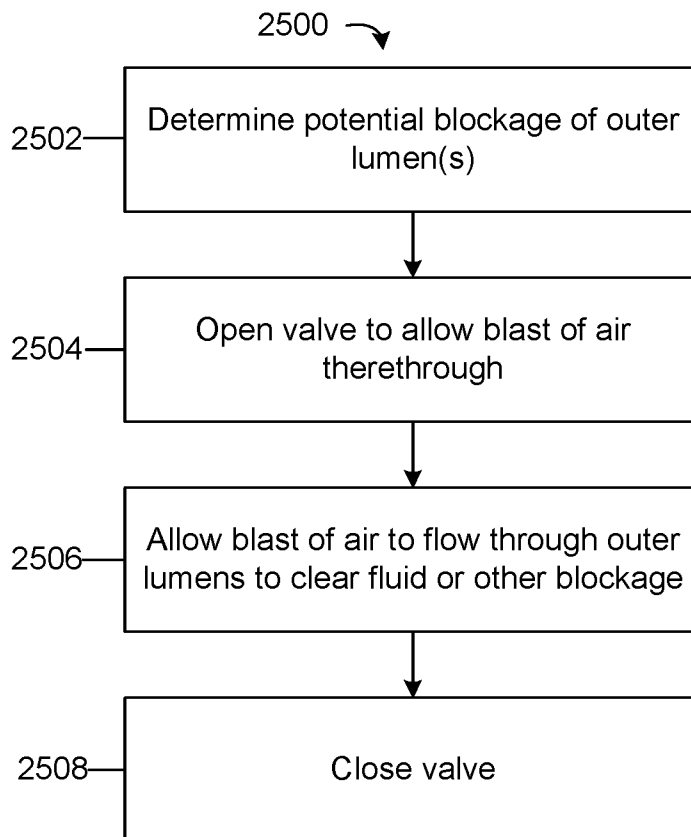 2500
2502
Determine potential blockage of outer
lumen(s)
2504
Open valve to allow blast of air
therethrough
2506
Allow blast of air to flow through outer
lumens to clear fluid or other blockage
2508
Close valve